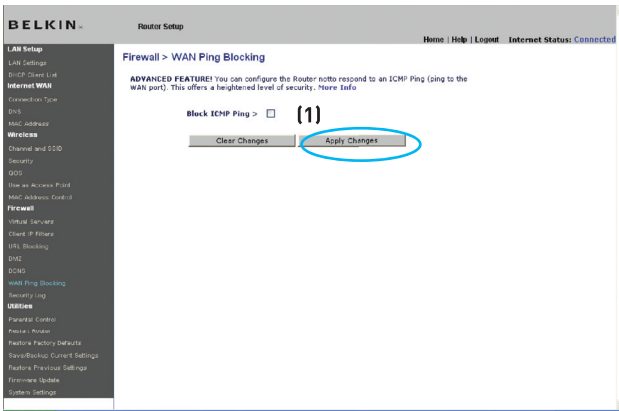 BELKIN
Router Setup
Home | Help | Logout Internet Status: Connected
LAN Setup
LAN Settings
DHCP Client List
Internet WAN
Connection Type
DNS
MAC Address
Wireless
Channel and SSID
Security
QOS
Use as Access Point
MAC Address Control
Firewall
Virtual Servers
Client IP Filters
URL Blocking
DMZ
DDNS
WAN Ping Blocking
Security Log
Utilities
Parental Control
Restart Router
Restore Factory Defaults
Save/Backup Current Settings
Restore Previous Settings
Firmware Update
System Settings
Firewall > WAN Ping Blocking
ADVANCED FEATURE! You can configure the Router notto respond to an ICMP Ping (ping to the
WAN port). This offers a heightened level of security. More Info
Block ICMP Ping > (1)
Clear Changes Apply Changes